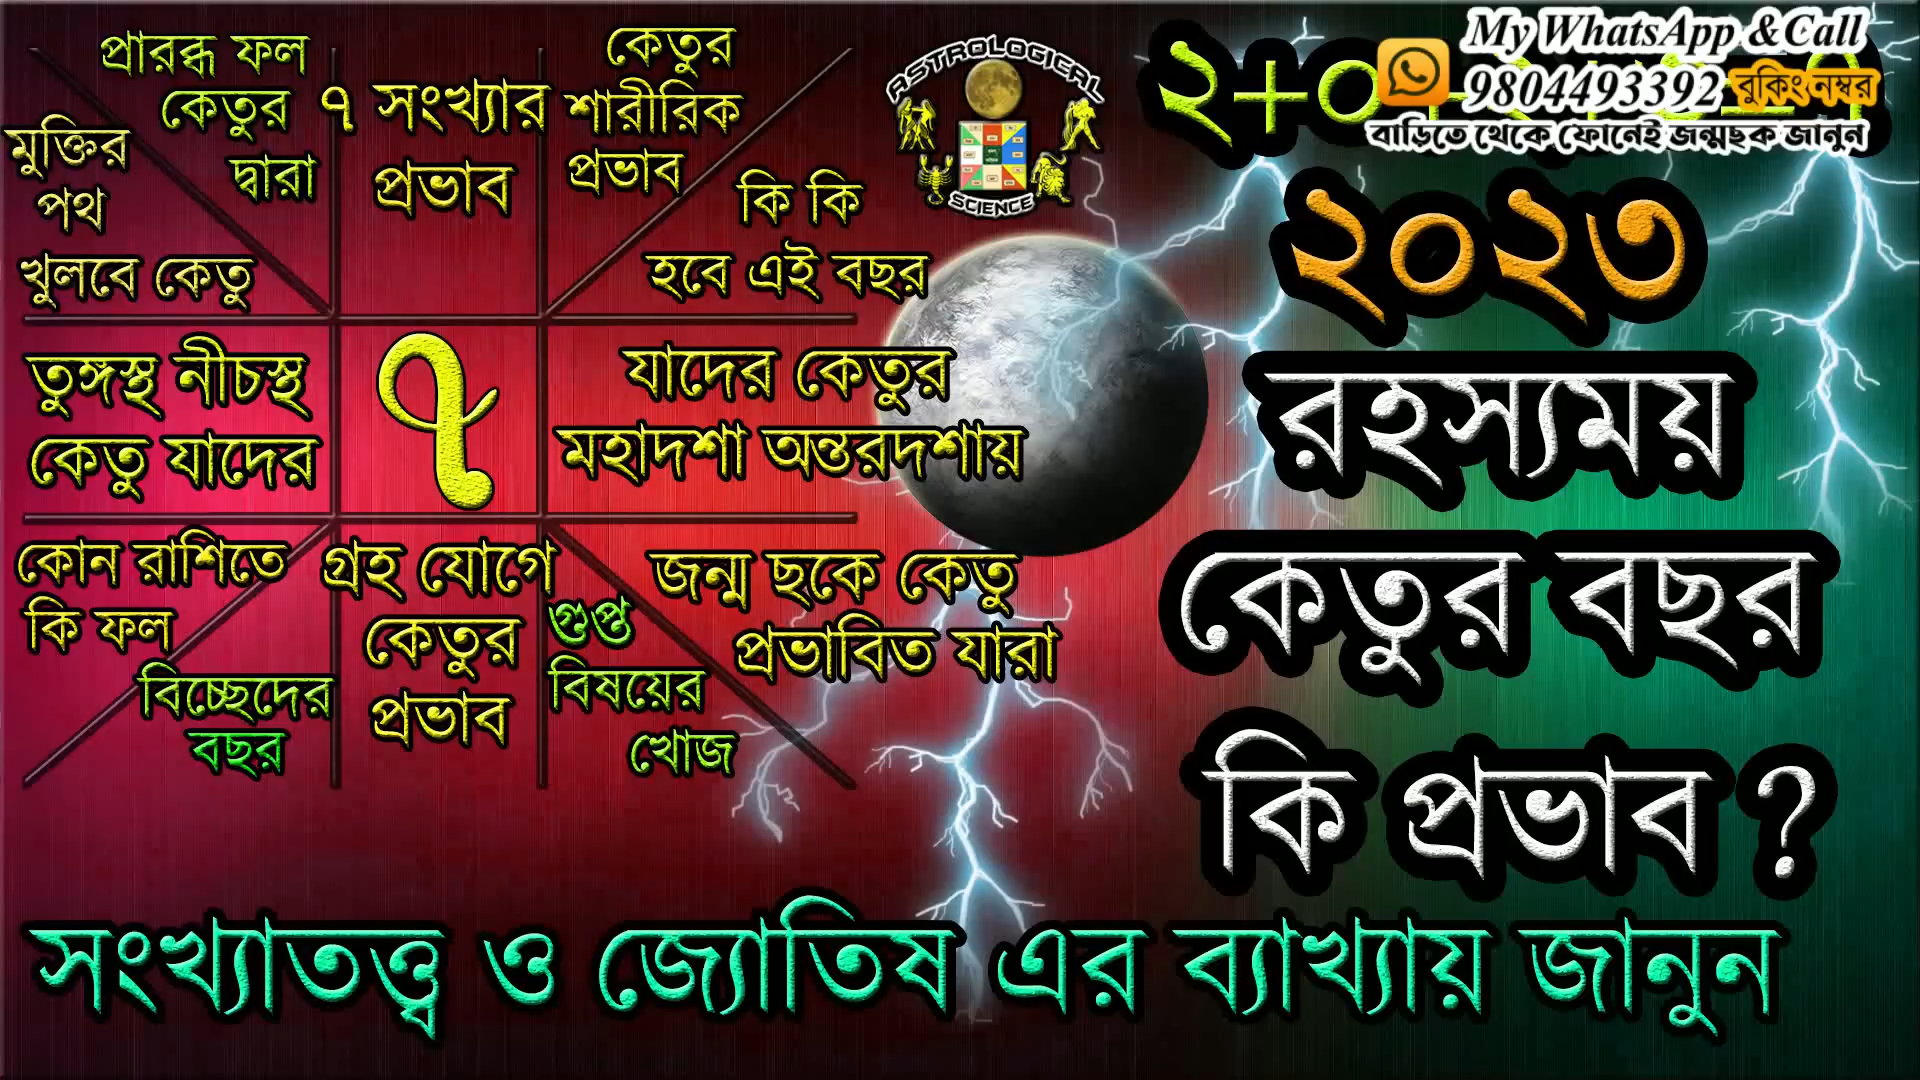 প্রারব্ধ ফল
কেতুর
দ্বারা
মুক্তির
পথ
খুলবে কেতু
৭ সংখ্যার
প্রভাব
কেতুর
শারীরিক
প্রভাব
কি কি
হবে এই বছর
তুঙ্গস্থ নীচস্থ
কেতু যাদের
৭
যাদের কেতুর
মহাদশা অন্তরদশায়
কোন রাশিতে
কি ফল
বিচ্ছেদের
বছর
গ্রহ যোগে
কেতুর
প্রভাব
গুপ্ত
বিষয়ের
খোজ
জন্ম ছকে কেতু
প্রভাবিত যারা
ASTROLOGICAL
SCIENCE
My WhatsApp & Call
9804493392 বুকিং নম্বর
বাড়িতে থেকে ফোনেই জন্মছক জানুন
২+০
২০২৩
রহস্যময়
কেতুর বছর
কি প্রভাব ?
সংখ্যাতত্ত্ব ও জ্যোতিষ এর ব্যাখ্যায় জানুন